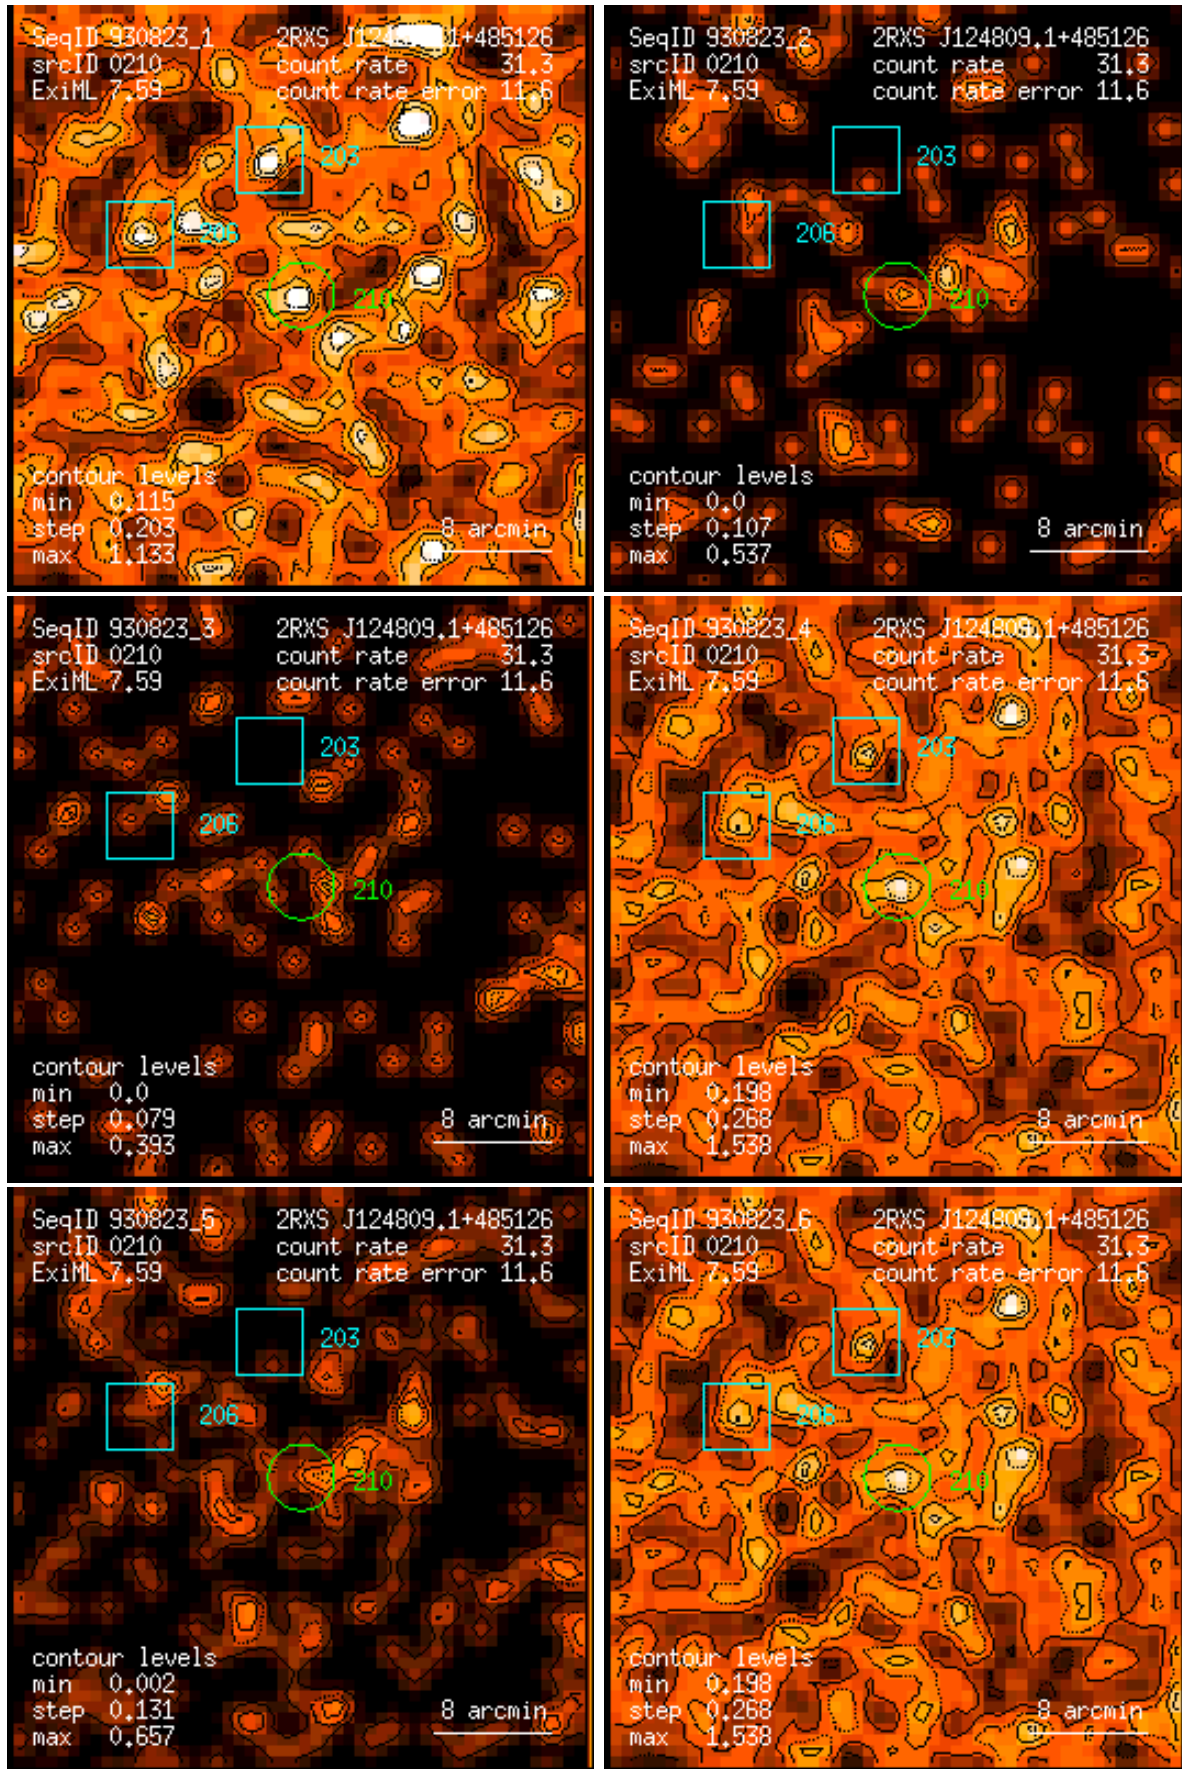 SeqID 930823_1 2RXS J124809.1+485126
srcID 0210 count rate 31.3
ExiML 7.59 count rate error 11.6
203
206
210
contour levels
min 0.115
step 0.203
max 1.133
8 arcmin
SeqID 930823_2 2RXS J124809.1+485126
srcID 0210 count rate 31.3
ExiML 7.59 count rate error 11.6
203
206
210
contour levels
min 0.0
step 0.107
max 0.537
8 arcmin
SeqID 930823_3 2RXS J124809.1+485126
srcID 0210 count rate 31.3
ExiML 7.59 count rate error 11.6
203
206
210
contour levels
min 0.0
step 0.079
max 0.393
8 arcmin
SeqID 930823_4 2RXS J124809.1+485126
srcID 0210 count rate 31.3
ExiML 7.59 count rate error 11.6
203
206
210
contour levels
min 0.198
step 0.268
max 1.538
8 arcmin
SeqID 930823_5 2RXS J124809.1+485126
srcID 0210 count rate 31.3
ExiML 7.59 count rate error 11.6
203
206
210
contour levels
min 0.002
step 0.131
max 0.657
8 arcmin
SeqID 930823_6 2RXS J124809.1+485126
srcID 0210 count rate 31.3
ExiML 7.59 count rate error 11.6
203
206
210
contour levels
min 0.198
step 0.268
max 1.538
8 arcmin